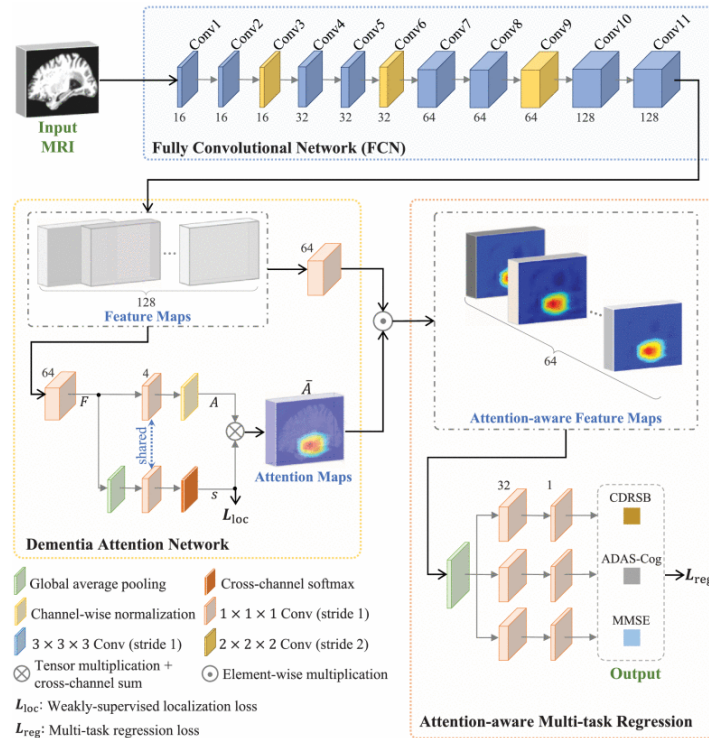 Conv1 Conv2 Conv3 Conv4 Conv5 Conv6 Conv7 Conv8 Conv9 Conv10 Conv11
16 16 16 32 32 32 64 64 64 128 128
Input
MRI
Fully Convolutional Network (FCN)
128
Feature Maps
64
64
F
4
A
shared
s
L_loc
Ā
Attention Maps
Dementia Attention Network
64
Attention-aware Feature Maps
32 1
CDRSB
ADAS-Cog
MMSE
L_reg
Output
Attention-aware Multi-task Regression
Global average pooling
Cross-channel softmax
Channel-wise normalization
1 × 1 × 1 Conv (stride 1)
3 × 3 × 3 Conv (stride 1)
2 × 2 × 2 Conv (stride 2)
Tensor multiplication +
cross-channel sum
Element-wise multiplication
L_loc: Weakly-supervised localization loss
L_reg: Multi-task regression loss